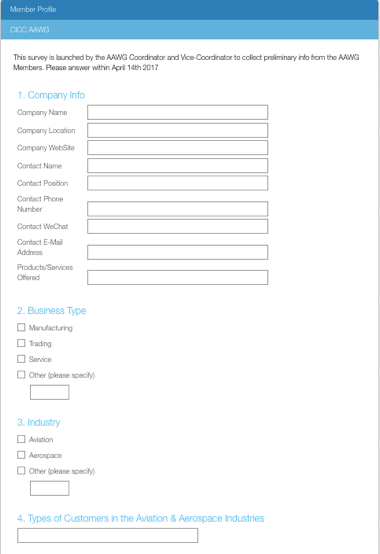 Member Profile
CICC AAWG
This survey is launched by the AAWG Coordinator and Vice-Coordinator to collect preliminary info from the AAWG
Members. Please answer within April 14th 2017
1. Company Info
Company Name
Company Location
Company WebSite
Contact Name
Contact Position
Contact Phone
Number
Contact WeChat
Contact E-Mail
Address
Products/Services
Offered
2. Business Type
Manufacturing
Trading
Service
Other (please specify)
3. Industry
Aviation
Aerospace
Other (please specify)
4. Types of Customers in the Aviation & Aerospace Industries